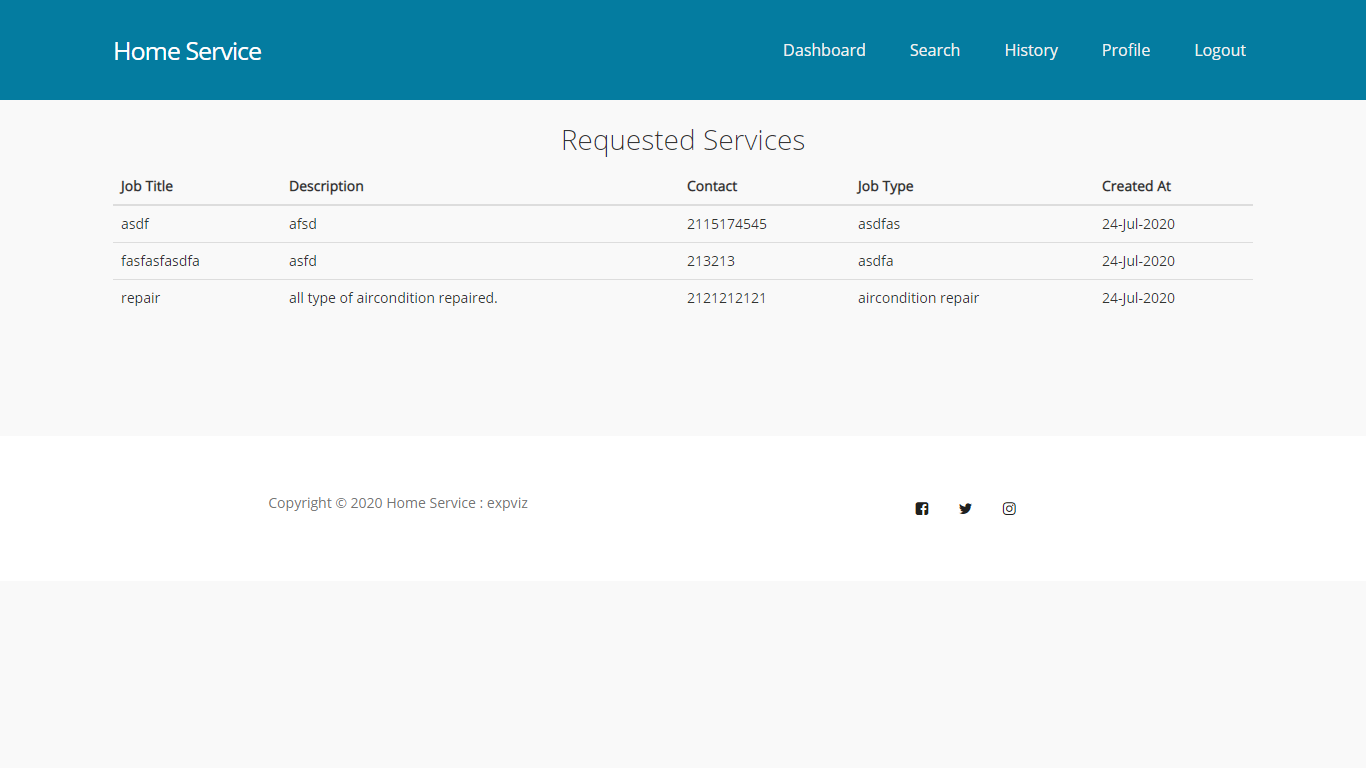 Home Service Dashboard Search History Profile Logout
Requested Services
Job Title Description Contact Job Type Created At
asdf afsd 2115174545 asdfas 24-Jul-2020
fasfasfasdfa asfd 213213 asdfa 24-Jul-2020
repair all type of aircondition repaired. 2121212121 aircondition repair 24-Jul-2020
Copyright © 2020 Home Service : expviz